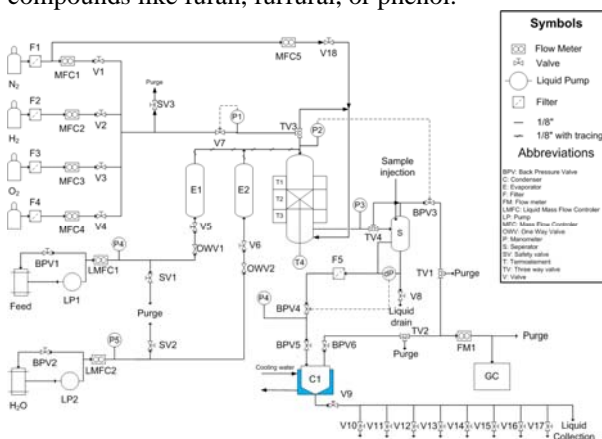 compounds like furan, furfural, or phenol.
F1
MFC1
V1
N2
MFC5
V18
F2
MFC2
V2
H2
Purge
SV3
F3
MFC3
V3
O2
F4
MFC4
V4
V7
P1
TV3
P2
E1
E2
T1
T2
T3
T4
V5
OWV1
V6
OWV2
Sample
injection
P3
TV4
S
BPV3
P4
BPV1
LMFC1
Feed
LP1
SV1
Purge
SV2
P5
BPV2
LMFC2
H2O
LP2
F5
dP
V8
Liquid
drain
TV1
Purge
P4
BPV4
BPV5
BPV6
TV2
Purge
FM1
Purge
GC
Cooling water
C1
V9
V10
V11
V12
V13
V14
V15
V16
V17
Liquid
Collection
Symbols
Flow Meter
Valve
Liquid Pump
Filter
1/8"
1/8" with tracing
Abbreviations
BPV: Back Pressure Valve
C: Condenser
E: Evaporator
F: Filter
FM: Flow meter
LMFC: Liquid Mass Flow Controler
LP: Pump
MFC: Mass Flow Controler
OWV: One Way Valve
P: Manometer
S: Seperator
SV: Safety valve
T: Termoelement
TV: Three way valve
V: Valve